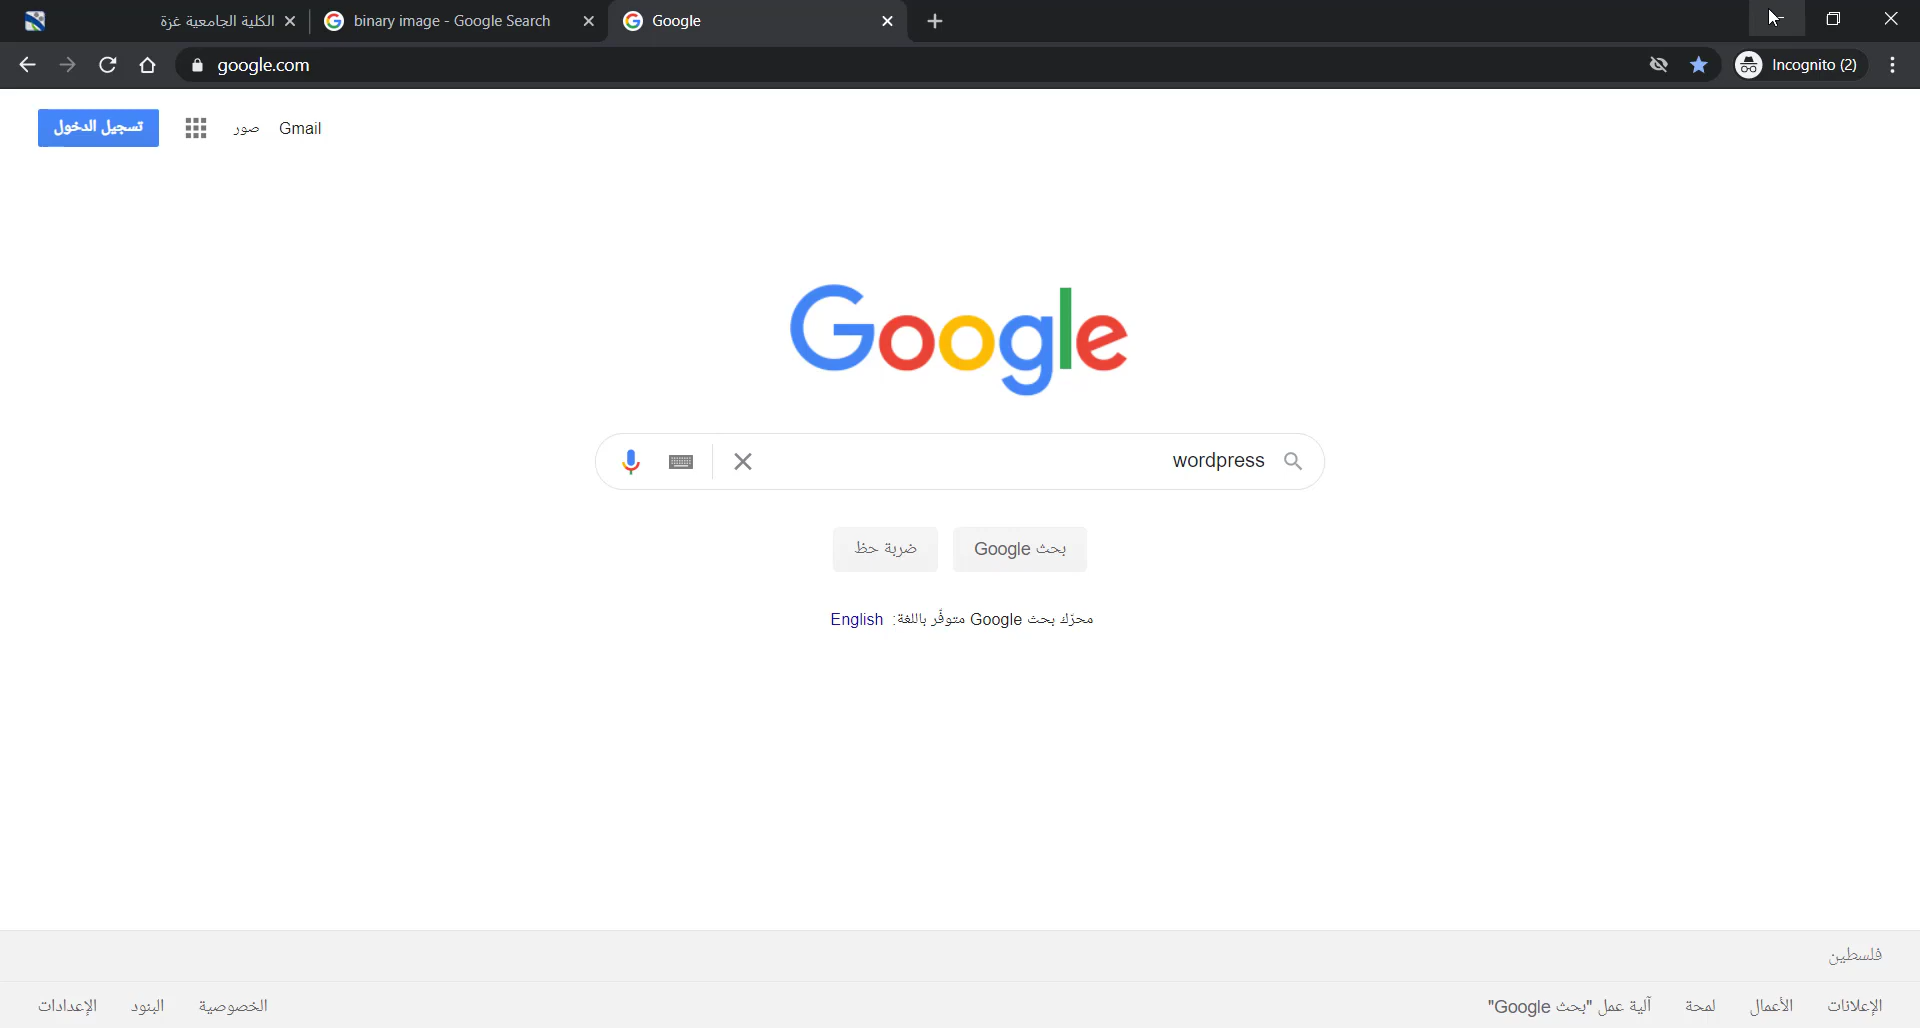 الكلية الجامعية غزة
binary image - Google Search
Google
google.com
Incognito (2)
Gmail
صور
تسجيل الدخول
Google
wordpress
بحث Google
ضربة حظ
محرّك بحث Google متوفّر باللغة: English
فلسطين
الإعلانات
الأعمال
لمحة
آلية عمل "بحث Google"
الخصوصية
البنود
الإعدادات